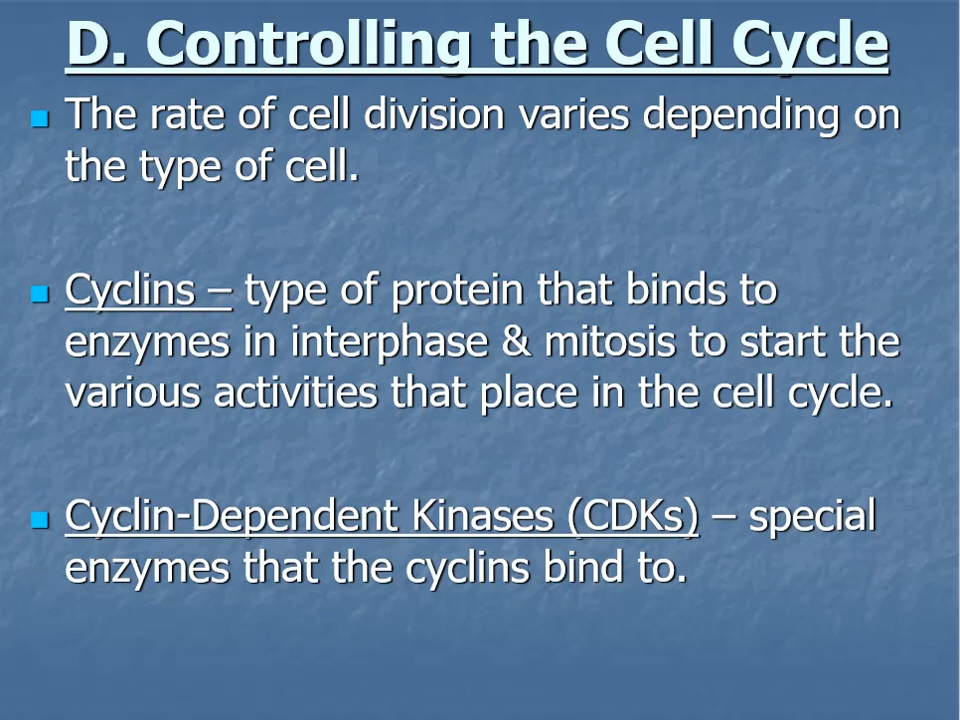 D. Controlling the Cell Cycle
The rate of cell division varies depending on
the type of cell.
Cyclins – type of protein that binds to
enzymes in interphase & mitosis to start the
various activities that place in the cell cycle.
Cyclin-Dependent Kinases (CDKs) – special
enzymes that the cyclins bind to.